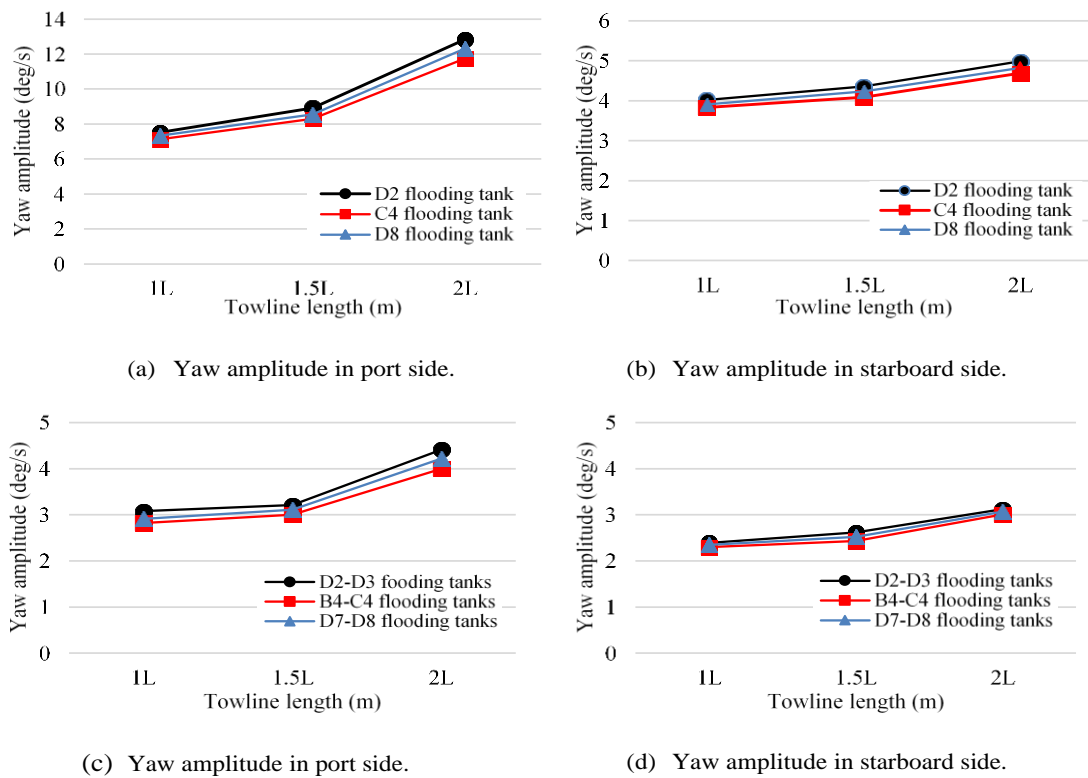 14
12
10
8
6
4
2
0
Yaw amplitude (deg/s)
D2 flooding tank
C4 flooding tank
D8 flooding tank
1L 1.5L 2L
Towline length (m)
(a) Yaw amplitude in port side.
6
5
4
3
2
1
0
Yaw amplitude (deg/s)
D2 flooding tank
C4 flooding tank
D8 flooding tank
1L 1.5L 2L
Towline length (m)
(b) Yaw amplitude in starboard side.
5
4
3
2
1
0
Yaw amplitude (deg/s)
D2-D3 fooding tanks
B4-C4 flooding tanks
D7-D8 flooding tanks
1L 1.5L 2L
Towline length (m)
(c) Yaw amplitude in port side.
5
4
3
2
1
0
Yaw amplitude (deg/s)
D2-D3 flooding tanks
B4-C4 flooding tanks
D7-D8 flooding tanks
1L 1.5L 2L
Towline length (m)
(d) Yaw amplitude in starboard side.